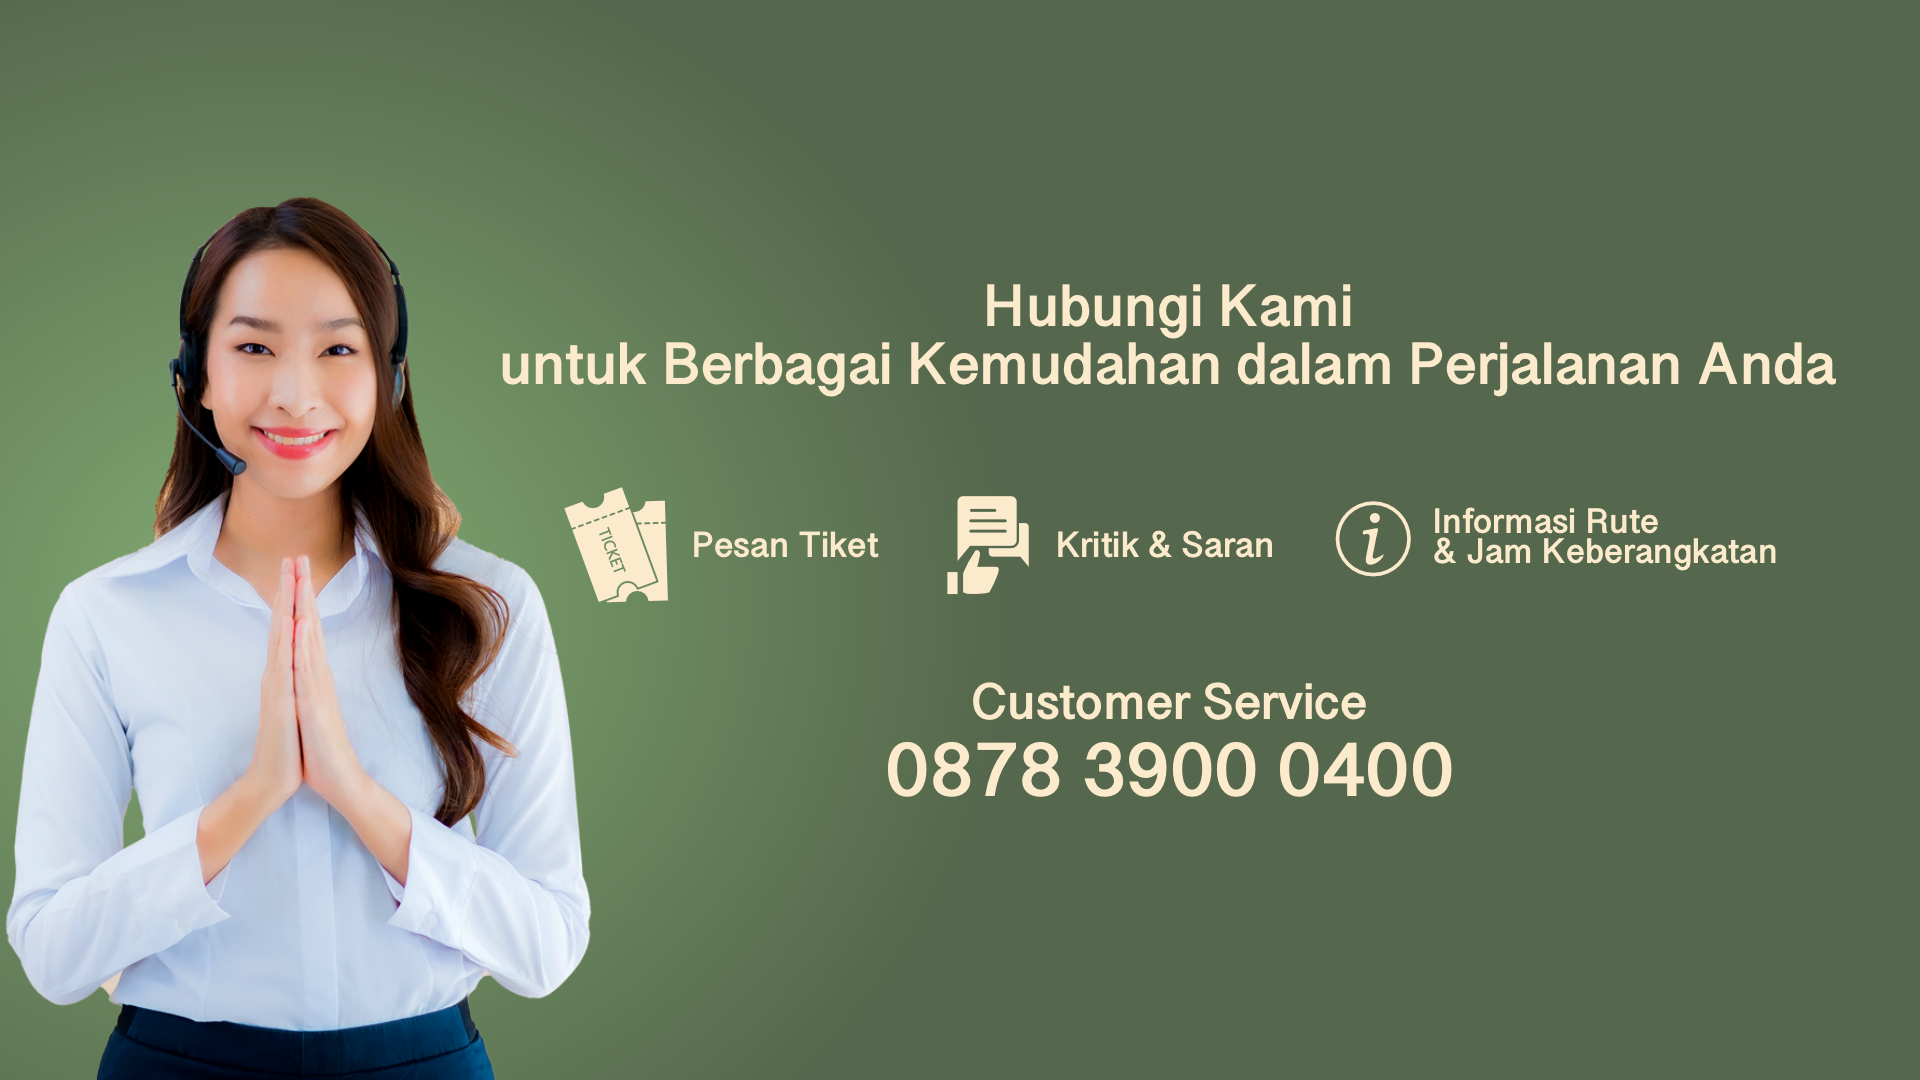 Hubungi Kami
untuk Berbagai Kemudahan dalam Perjalanan Anda
TICKET
Pesan Tiket
Kritik & Saran
Informasi Rute
& Jam Keberangkatan
Customer Service
0878 3900 0400